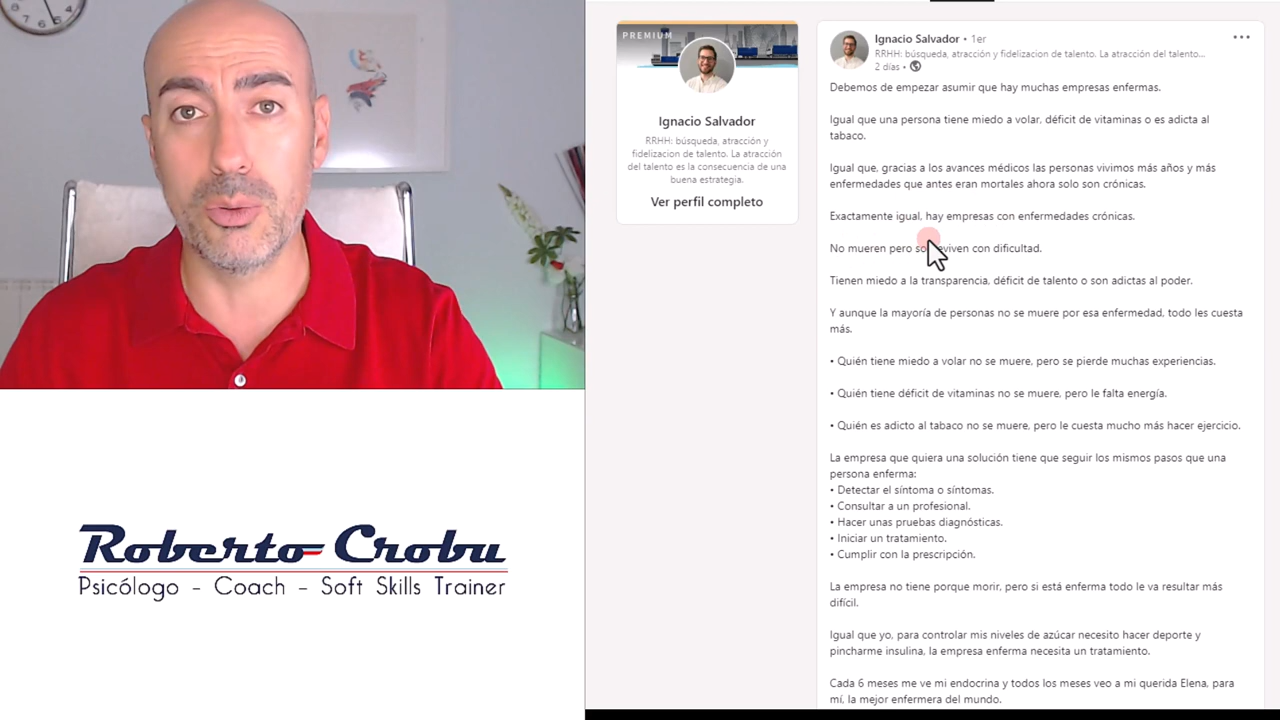 Roberto Crobu
Psicólogo - Coach - Soft Skills Trainer
PREMIUM
Ignacio Salvador
RRHH: búsqueda, atracción y
fidelizacion de talento. La atracción
del talento es la consecuencia de una
buena estrategia.
Ver perfil completo
Ignacio Salvador • 1er
RRHH: búsqueda, atracción y fidelizacion de talento. La atracción del talento...
2 días •
Debemos de empezar asumir que hay muchas empresas enfermas.
Igual que una persona tiene miedo a volar, déficit de vitaminas o es adicta al
tabaco.
Igual que, gracias a los avances médicos las personas vivimos más años y más
enfermedades que antes eran mortales ahora solo son crónicas.
Exactamente igual, hay empresas con enfermedades crónicas.
No mueren pero sobreviven con dificultad.
Tienen miedo a la transparencia, déficit de talento o son adictas al poder.
Y aunque la mayoría de personas no se muere por esa enfermedad, todo les cuesta
más.
• Quién tiene miedo a volar no se muere, pero se pierde muchas experiencias.
• Quién tiene déficit de vitaminas no se muere, pero le falta energía.
• Quién es adicto al tabaco no se muere, pero le cuesta mucho más hacer ejercicio.
La empresa que quiera una solución tiene que seguir los mismos pasos que una
persona enferma:
• Detectar el síntoma o síntomas.
• Consultar a un profesional.
• Hacer unas pruebas diagnósticas.
• Iniciar un tratamiento.
• Cumplir con la prescripción.
La empresa no tiene porque morir, pero si está enferma todo le va resultar más
difícil.
Igual que yo, para controlar mis niveles de azúcar necesito hacer deporte y
pincharme insulina, la empresa enferma necesita un tratamiento.
Cada 6 meses me ve mi endocrina y todos los meses veo a mi querida Elena, para
mí, la mejor enfermera del mundo.